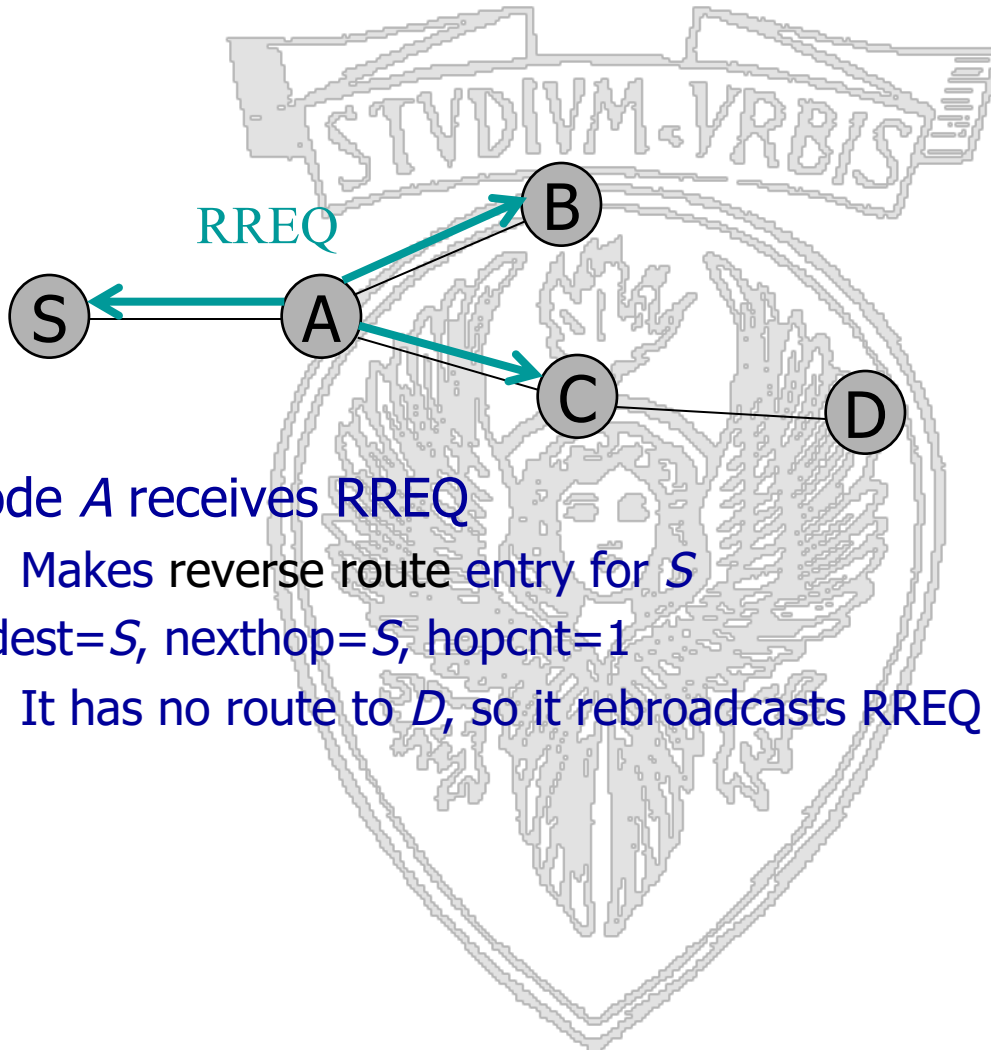 STVDIVM VRBIS
RREQ
B
S
A
C
D
ode A receives RREQ
Makes reverse route entry for S
dest=S, nexthop=S, hopcnt=1
It has no route to D, so it rebroadcasts RREQ